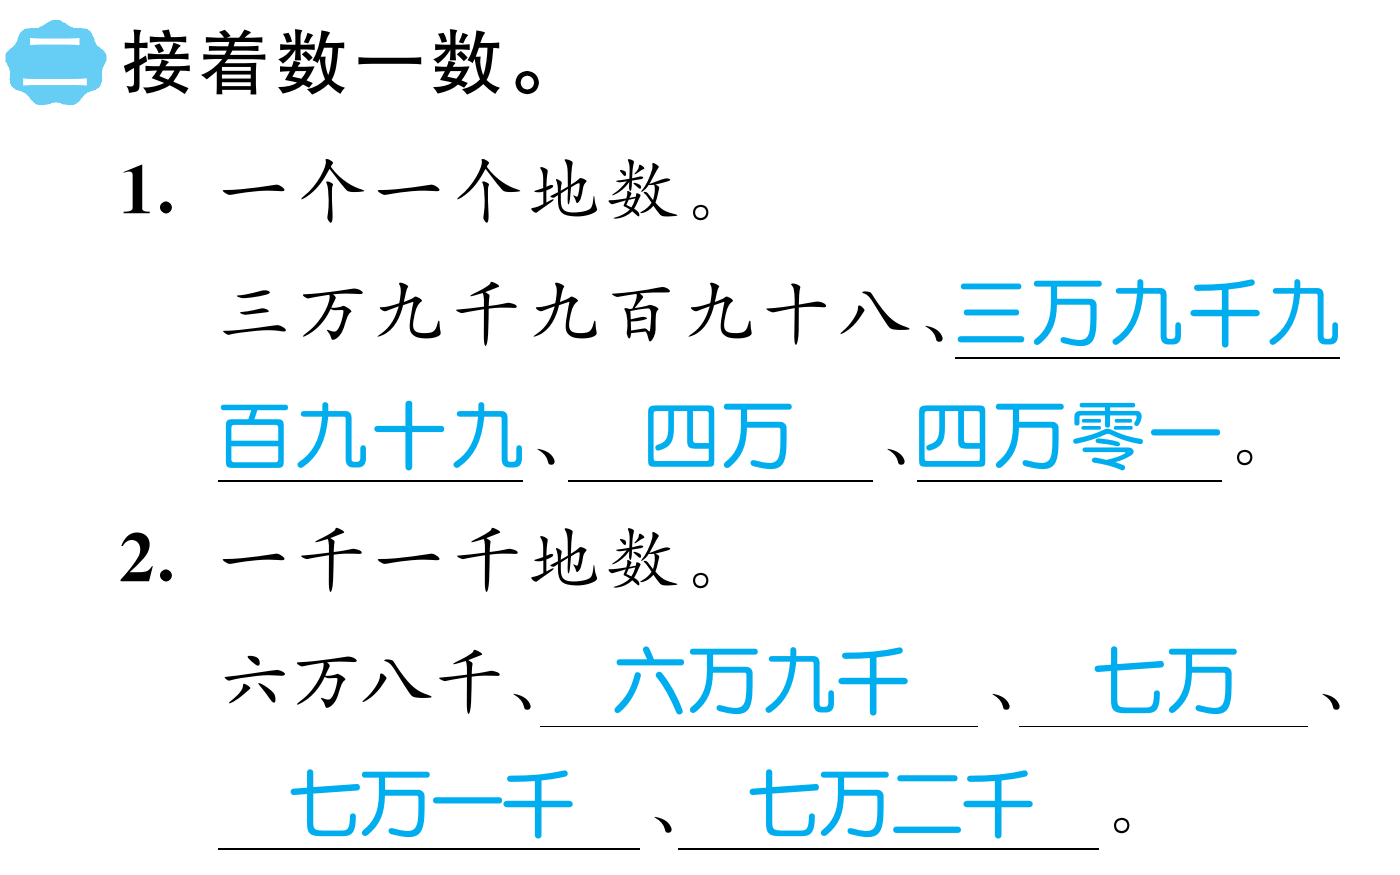 二 接着数一数。
1. 一个一个地数。
三万九千九百九十八、三万九千九
百九十九、四万、四万零一。
2. 一千一千地数。
六万八千、六万九千、七万、
七万一千、七万二千。